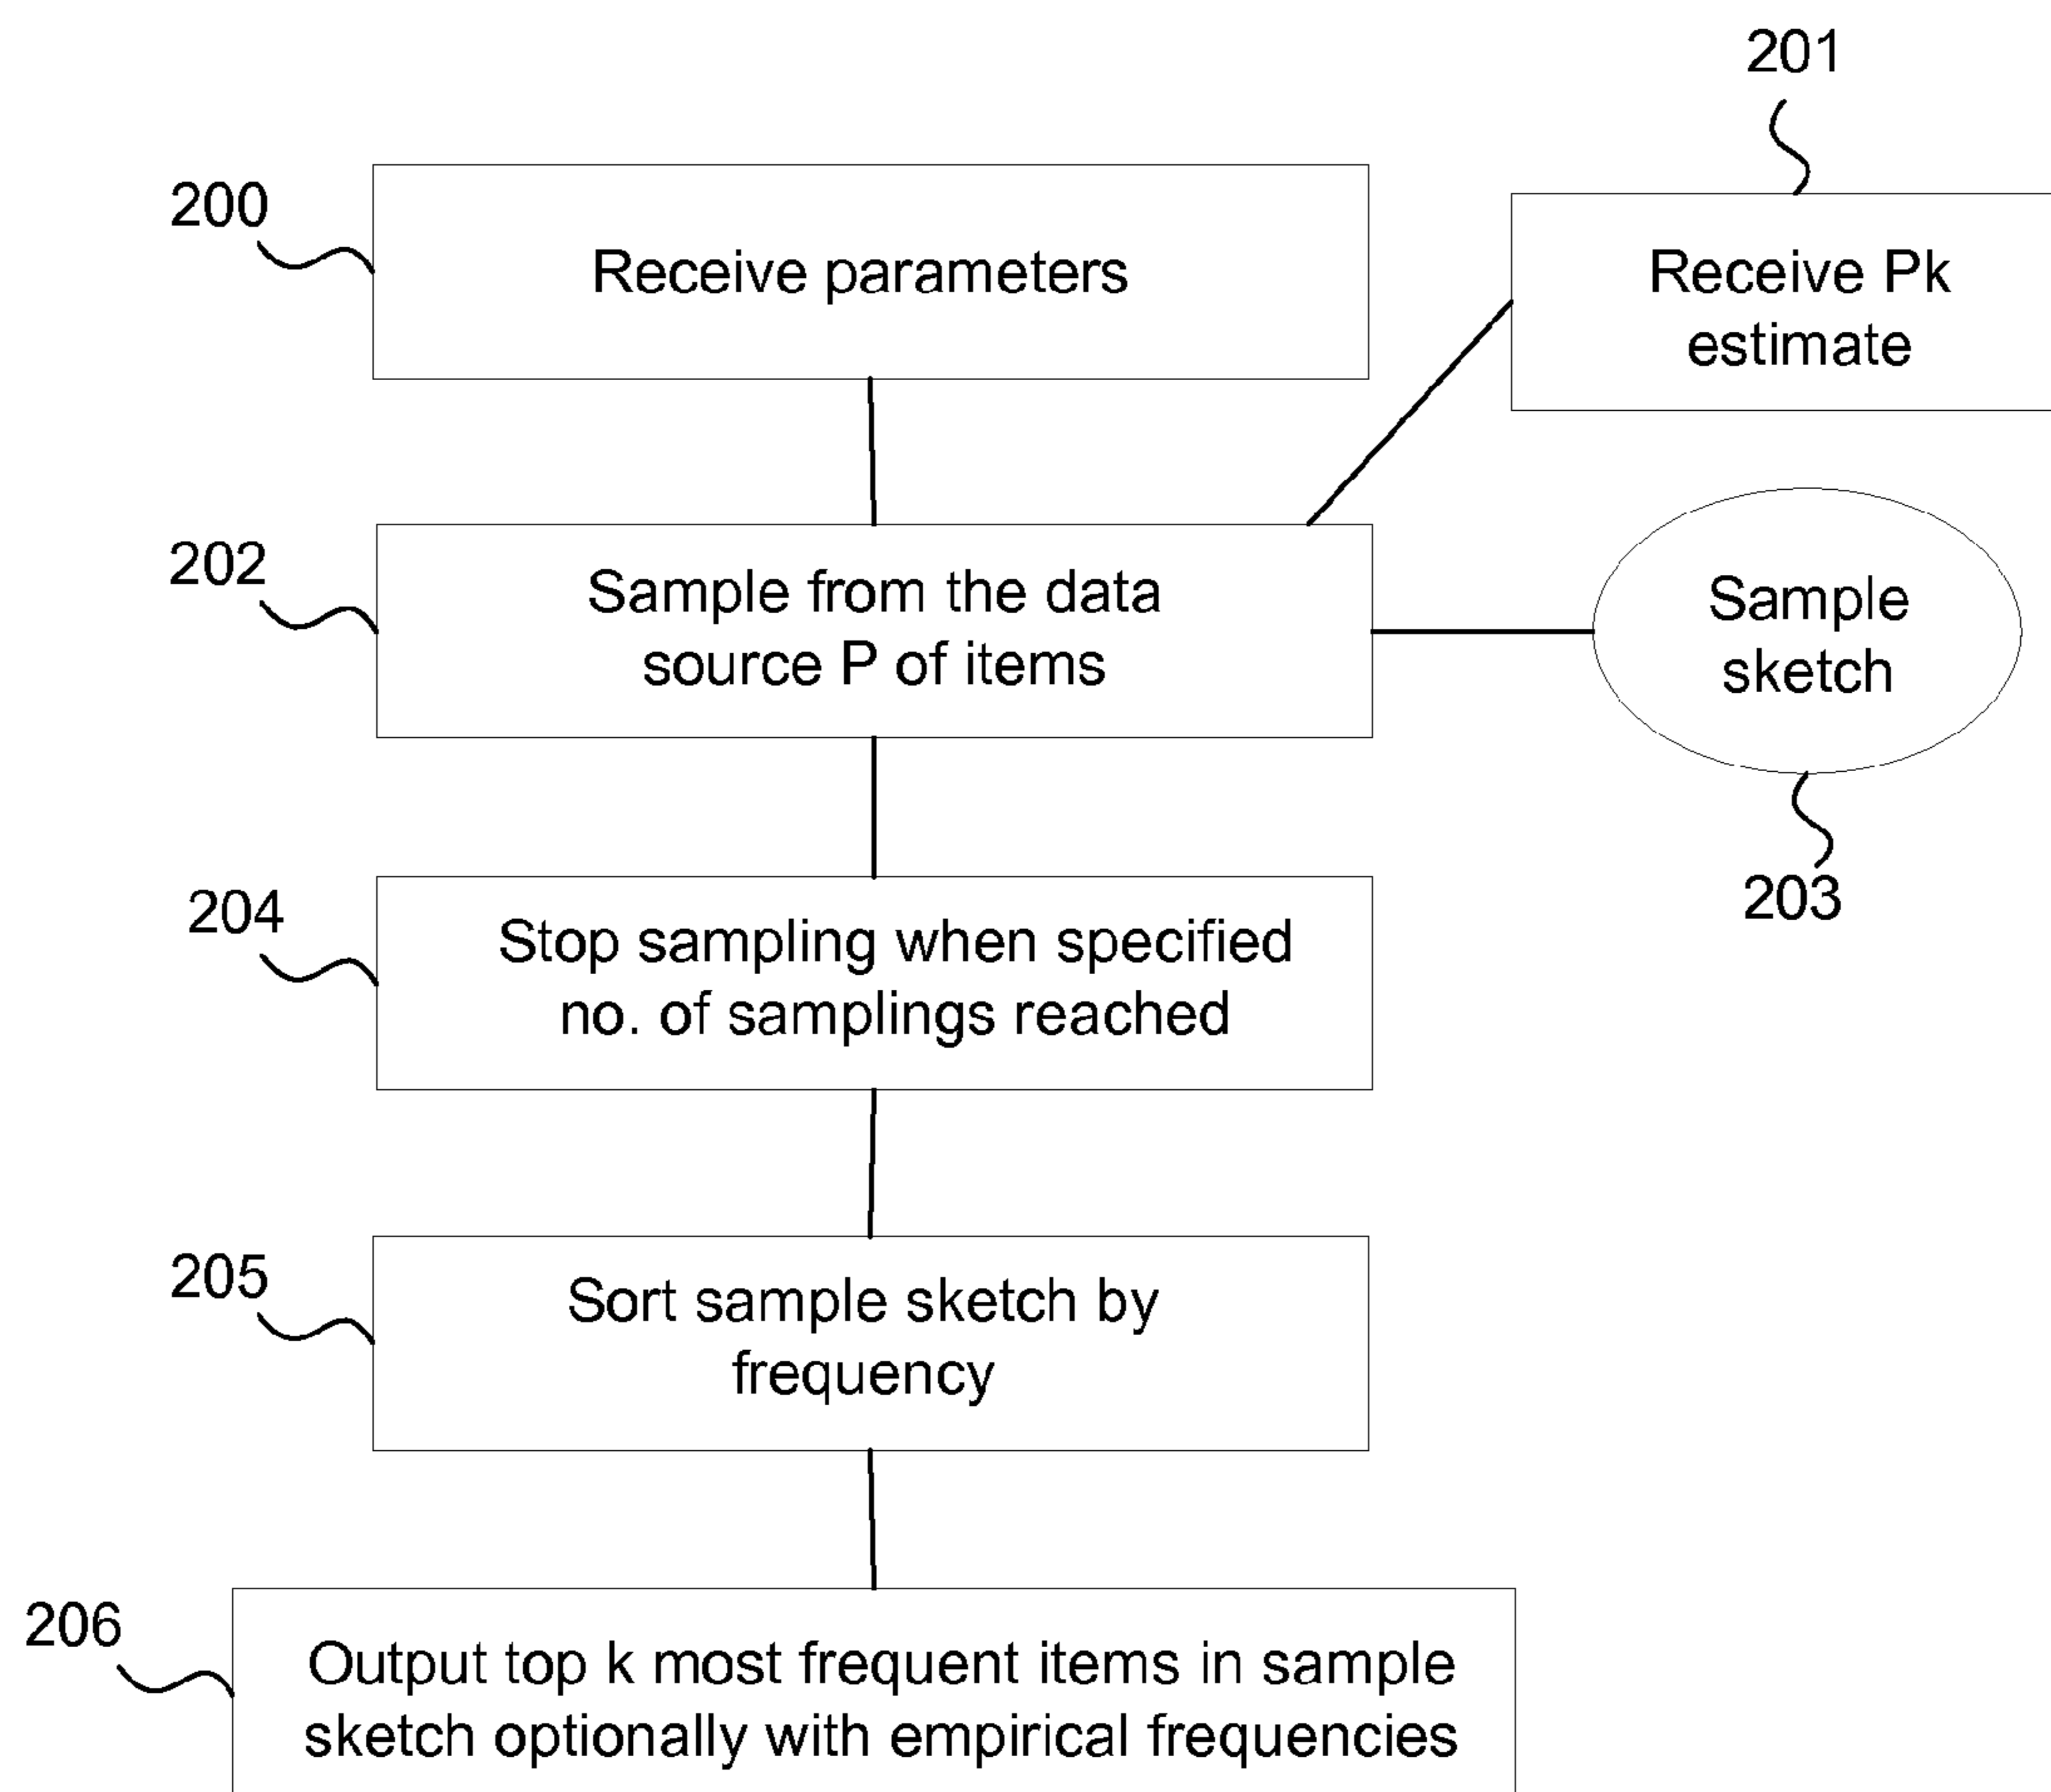 201
200
Receive parameters
Receive Pk
estimate
202
Sample from the data
source P of items
Sample
sketch
203
204
Stop sampling when specified
no. of samplings reached
205
Sort sample sketch by
frequency
206
Output top k most frequent items in sample
sketch optionally with empirical frequencies